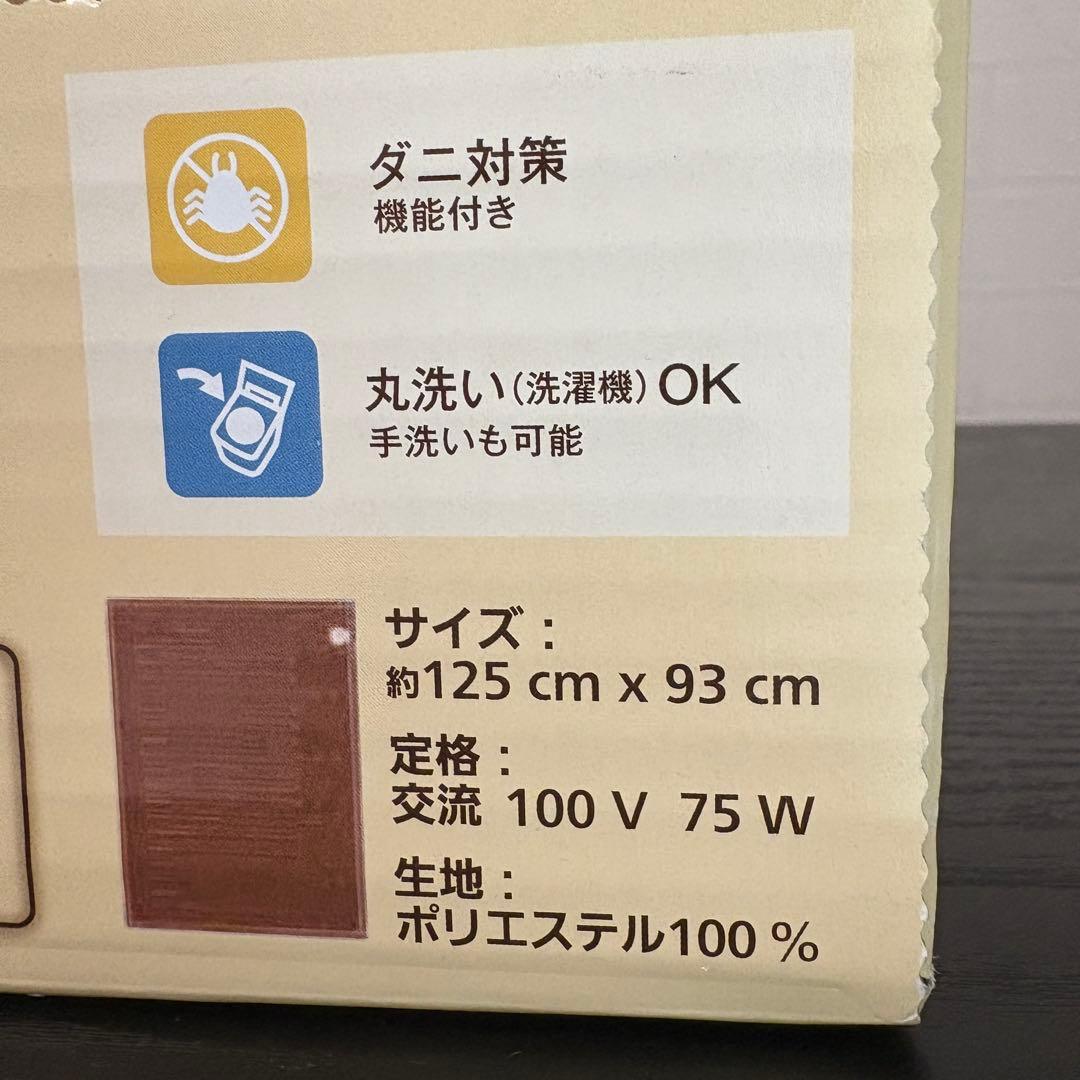 ダニ対策
機能付き
丸洗い(洗濯機)OK
手洗いも可能
サイズ:
約125 cm x 93 cm
定格:
交流 100 V 75 W
生地:
ポリエステル100 %